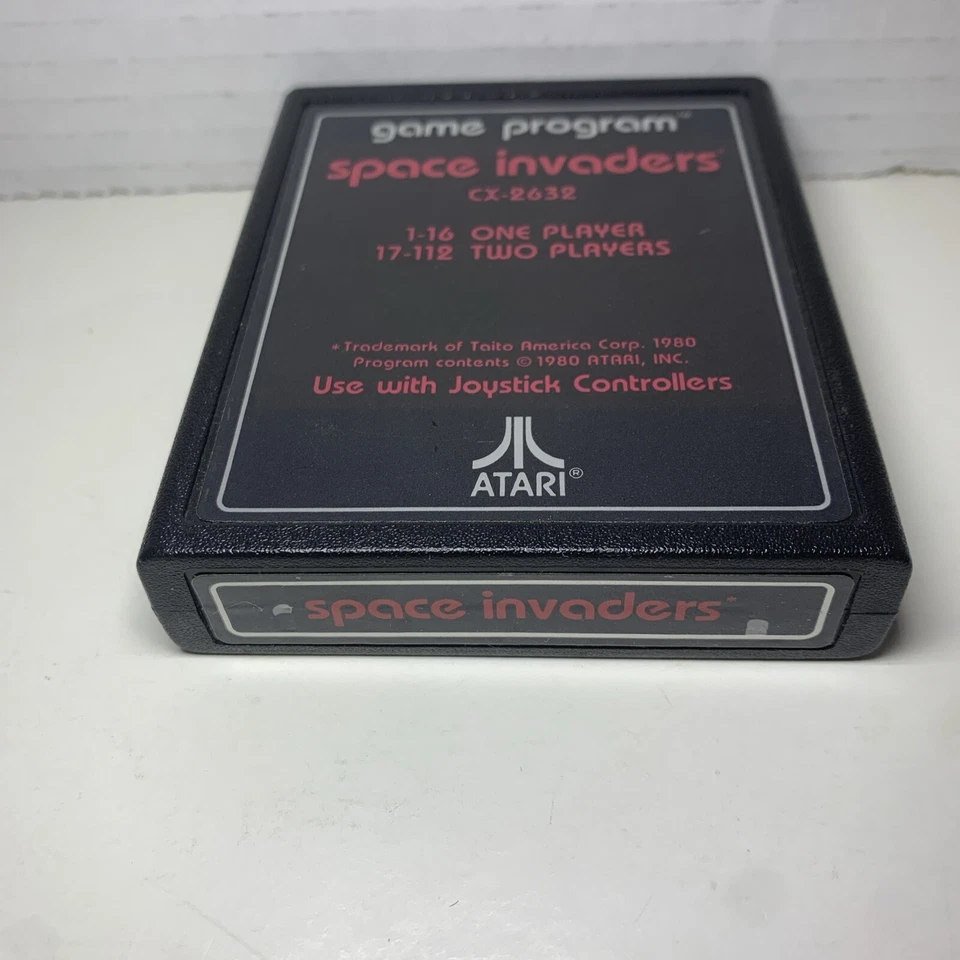 game program™
space invaders*
CX-2632
1-16 ONE PLAYER
17-112 TWO PLAYERS
*Trademark of Taito America Corp. 1980
Program contents © 1980 ATARI, INC.
Use with Joystick Controllers
ATARI®
space invaders*